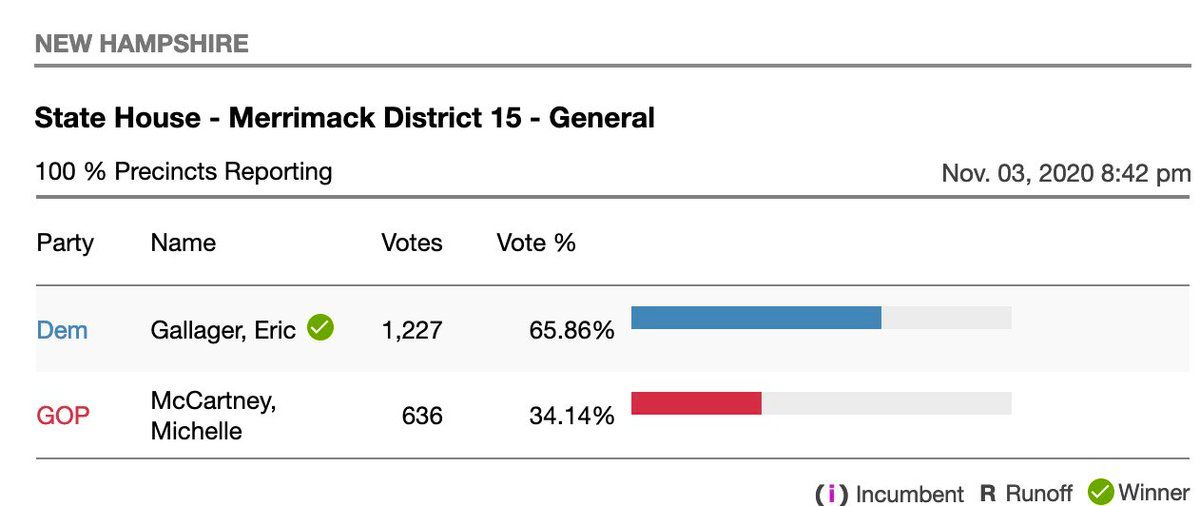 NEW HAMPSHIRE
State House - Merrimack District 15 - General
100 % Precincts Reporting Nov. 03, 2020 8:42 pm
Party Name Votes Vote %
Dem Gallager, Eric 1,227 65.86%
GOP McCartney, Michelle 636 34.14%
(i) Incumbent R Runoff Winner